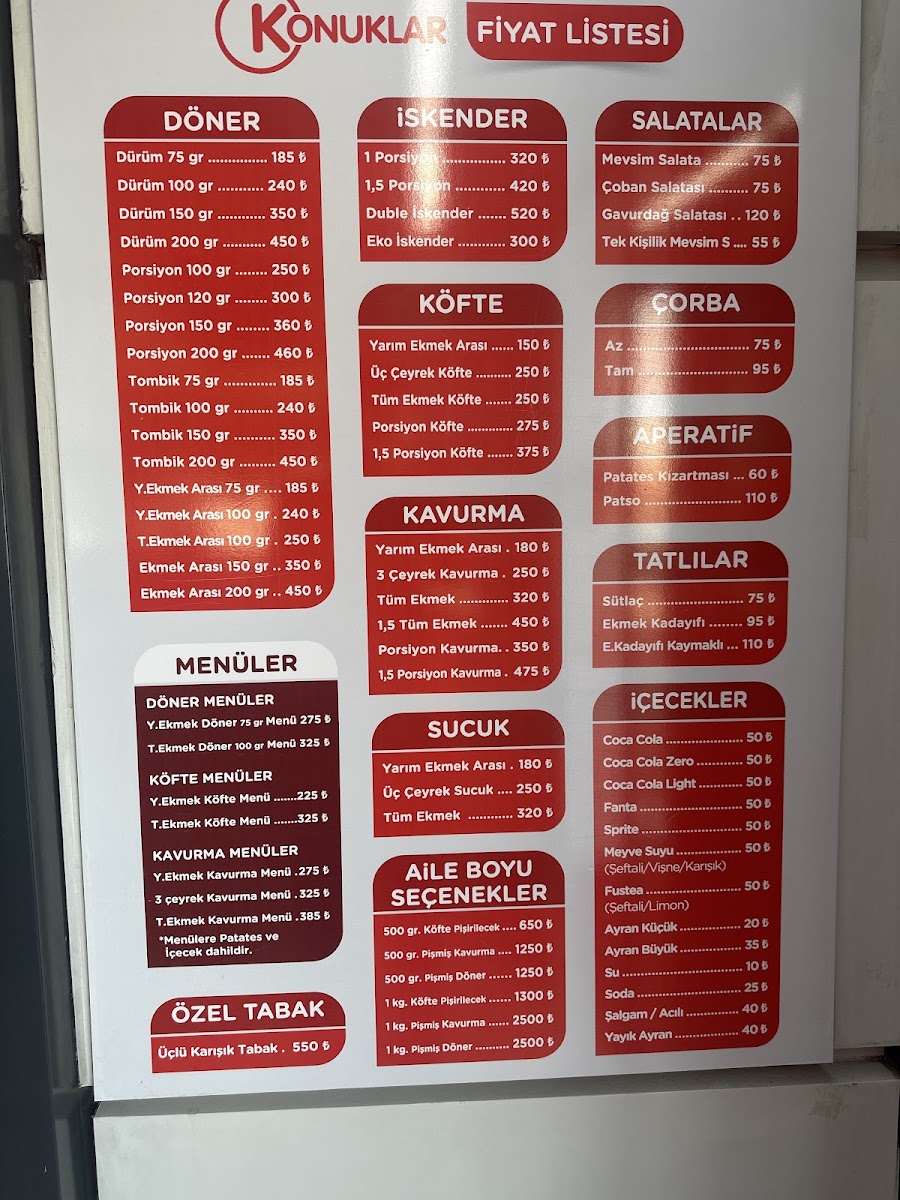 KONUKLAR FİYAT LİSTESİ
DÖNER
Dürüm 75 gr ............... 185 ₺
Dürüm 100 gr ........... 240 ₺
Dürüm 150 gr ............ 350 ₺
Dürüm 200 gr ........... 450 ₺
Porsiyon 100 gr ........ 250 ₺
Porsiyon 120 gr ........ 300 ₺
Porsiyon 150 gr ........ 360 ₺
Porsiyon 200 gr ....... 460 ₺
Tombik 75 gr ............. 185 ₺
Tombik 100 gr .......... 240 ₺
Tombik 150 gr .......... 350 ₺
Tombik 200 gr ......... 450 ₺
Y.Ekmek Arası 75 gr .... 185 ₺
Y.Ekmek Arası 100 gr . 240 ₺
T.Ekmek Arası 100 gr . 250 ₺
Ekmek Arası 150 gr .. 350 ₺
Ekmek Arası 200 gr .. 450 ₺
MENÜLER
DÖNER MENÜLER
Y.Ekmek Döner 75 gr Menü 275 ₺
T.Ekmek Döner 100 gr Menü 325 ₺
KÖFTE MENÜLER
Y.Ekmek Köfte Menü .......225 ₺
T.Ekmek Köfte Menü .......325 ₺
KAVURMA MENÜLER
Y.Ekmek Kavurma Menü .275 ₺
3 çeyrek Kavurma Menü .325 ₺
T.Ekmek Kavurma Menü .385 ₺
*Menülere Patates ve
İçecek dahildir.
ÖZEL TABAK
Üçlü Karışık Tabak . 550 ₺
İSKENDER
1 Porsiyon ............... 320 ₺
1,5 Porsiyon ............ 420 ₺
Duble İskender ....... 520 ₺
Eko İskender ........... 300 ₺
KÖFTE
Yarım Ekmek Arası ...... 150 ₺
Üç Çeyrek Köfte .......... 250 ₺
Tüm Ekmek Köfte ....... 250 ₺
Porsiyon Köfte ............ 275 ₺
1,5 Porsiyon Köfte ....... 375 ₺
KAVURMA
Yarım Ekmek Arası . 180 ₺
3 Çeyrek Kavurma . 250 ₺
Tüm Ekmek ............. 320 ₺
1,5 Tüm Ekmek ....... 450 ₺
Porsiyon Kavurma. . 350 ₺
1,5 Porsiyon Kavurma . 475 ₺
SUCUK
Yarım Ekmek Arası . 180 ₺
Üç Çeyrek Sucuk .... 250 ₺
Tüm Ekmek ............ 320 ₺
AİLE BOYU
SEÇENEKLER
500 gr. Köfte Pişirilecek .... 650 ₺
500 gr. Pişmiş Kavurma .... 1250 ₺
500 gr. Pişmiş Döner ...... 1250 ₺
1 kg. Köfte Pişirilecek ...... 1300 ₺
1 kg. Pişmiş Kavurma ...... 2500 ₺
1 kg. Pişmiş Döner .......... 2500 ₺
SALATALAR
Mevsim Salata ........... 75 ₺
Çoban Salatası .......... 75 ₺
Gavurdağ Salatası . . 120 ₺
Tek Kişilik Mevsim S .... 55 ₺
ÇORBA
Az ............................... 75 ₺
Tam ............................. 95 ₺
APERATİF
Patates Kızartması ... 60 ₺
Patso .......................... 110 ₺
TATLILAR
Sütlaç ......................... 75 ₺
Ekmek Kadayıfı ........ 95 ₺
E.Kadayıfı Kaymaklı ... 110 ₺
İÇECEKLER
Coca Cola ..................... 50 ₺
Coca Cola Zero ............. 50 ₺
Coca Cola Light ............ 50 ₺
Fanta ............................ 50 ₺
Sprite ........................... 50 ₺
Meyve Suyu .................. 50 ₺
(Şeftali/Vişne/Karışık)
Fustea .......................... 50 ₺
(Şeftali/Limon)
Ayran Küçük ................. 20 ₺
Ayran Büyük ................. 35 ₺
Su ................................. 10 ₺
Soda ............................. 25 ₺
Şalgam / Acılı ............... 40 ₺
Yayık Ayran .................. 40 ₺